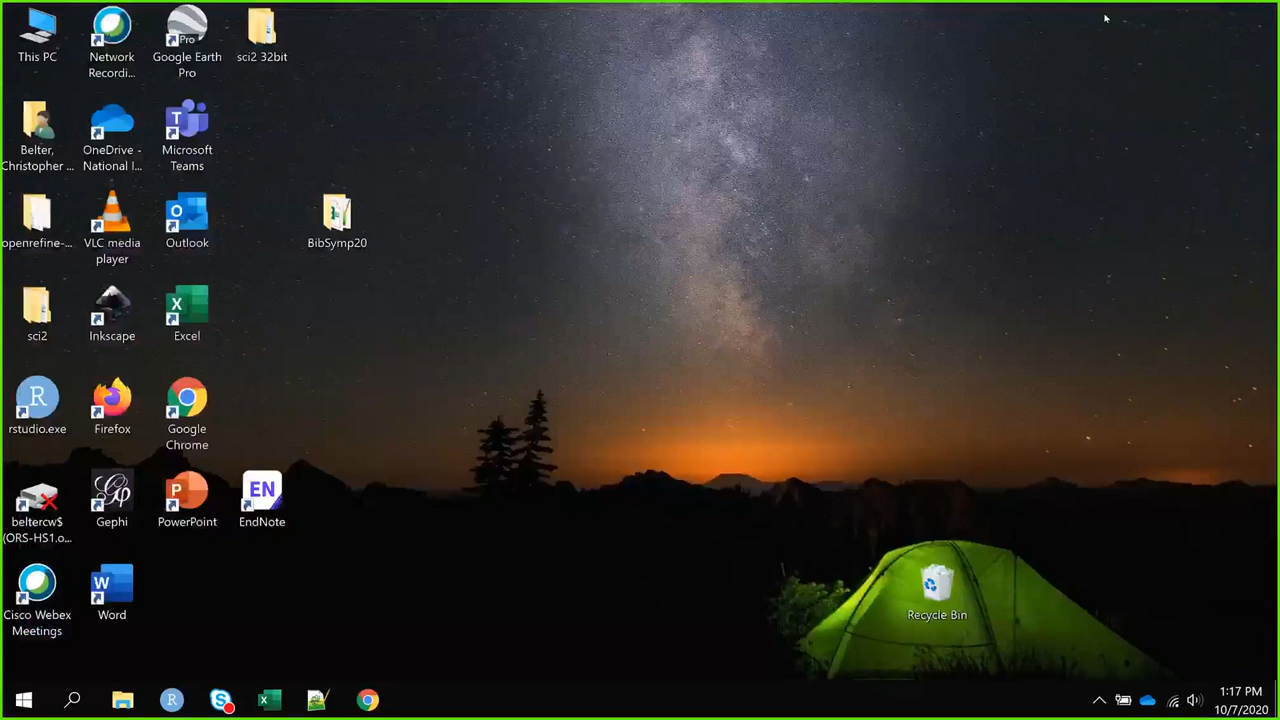 This PC
Network
Recordi...
Google Earth
Pro
sci2 32bit
Belter,
Christopher ...
OneDrive -
National I...
Microsoft
Teams
openrefine-...
VLC media
player
Outlook
BibSymp20
sci2
Inkscape
Excel
rstudio.exe
Firefox
Google
Chrome
beltercw$
(ORS-HS1.o...
Gephi
PowerPoint
EndNote
Cisco Webex
Meetings
Word
Recycle Bin
1:17 PM
10/7/2020